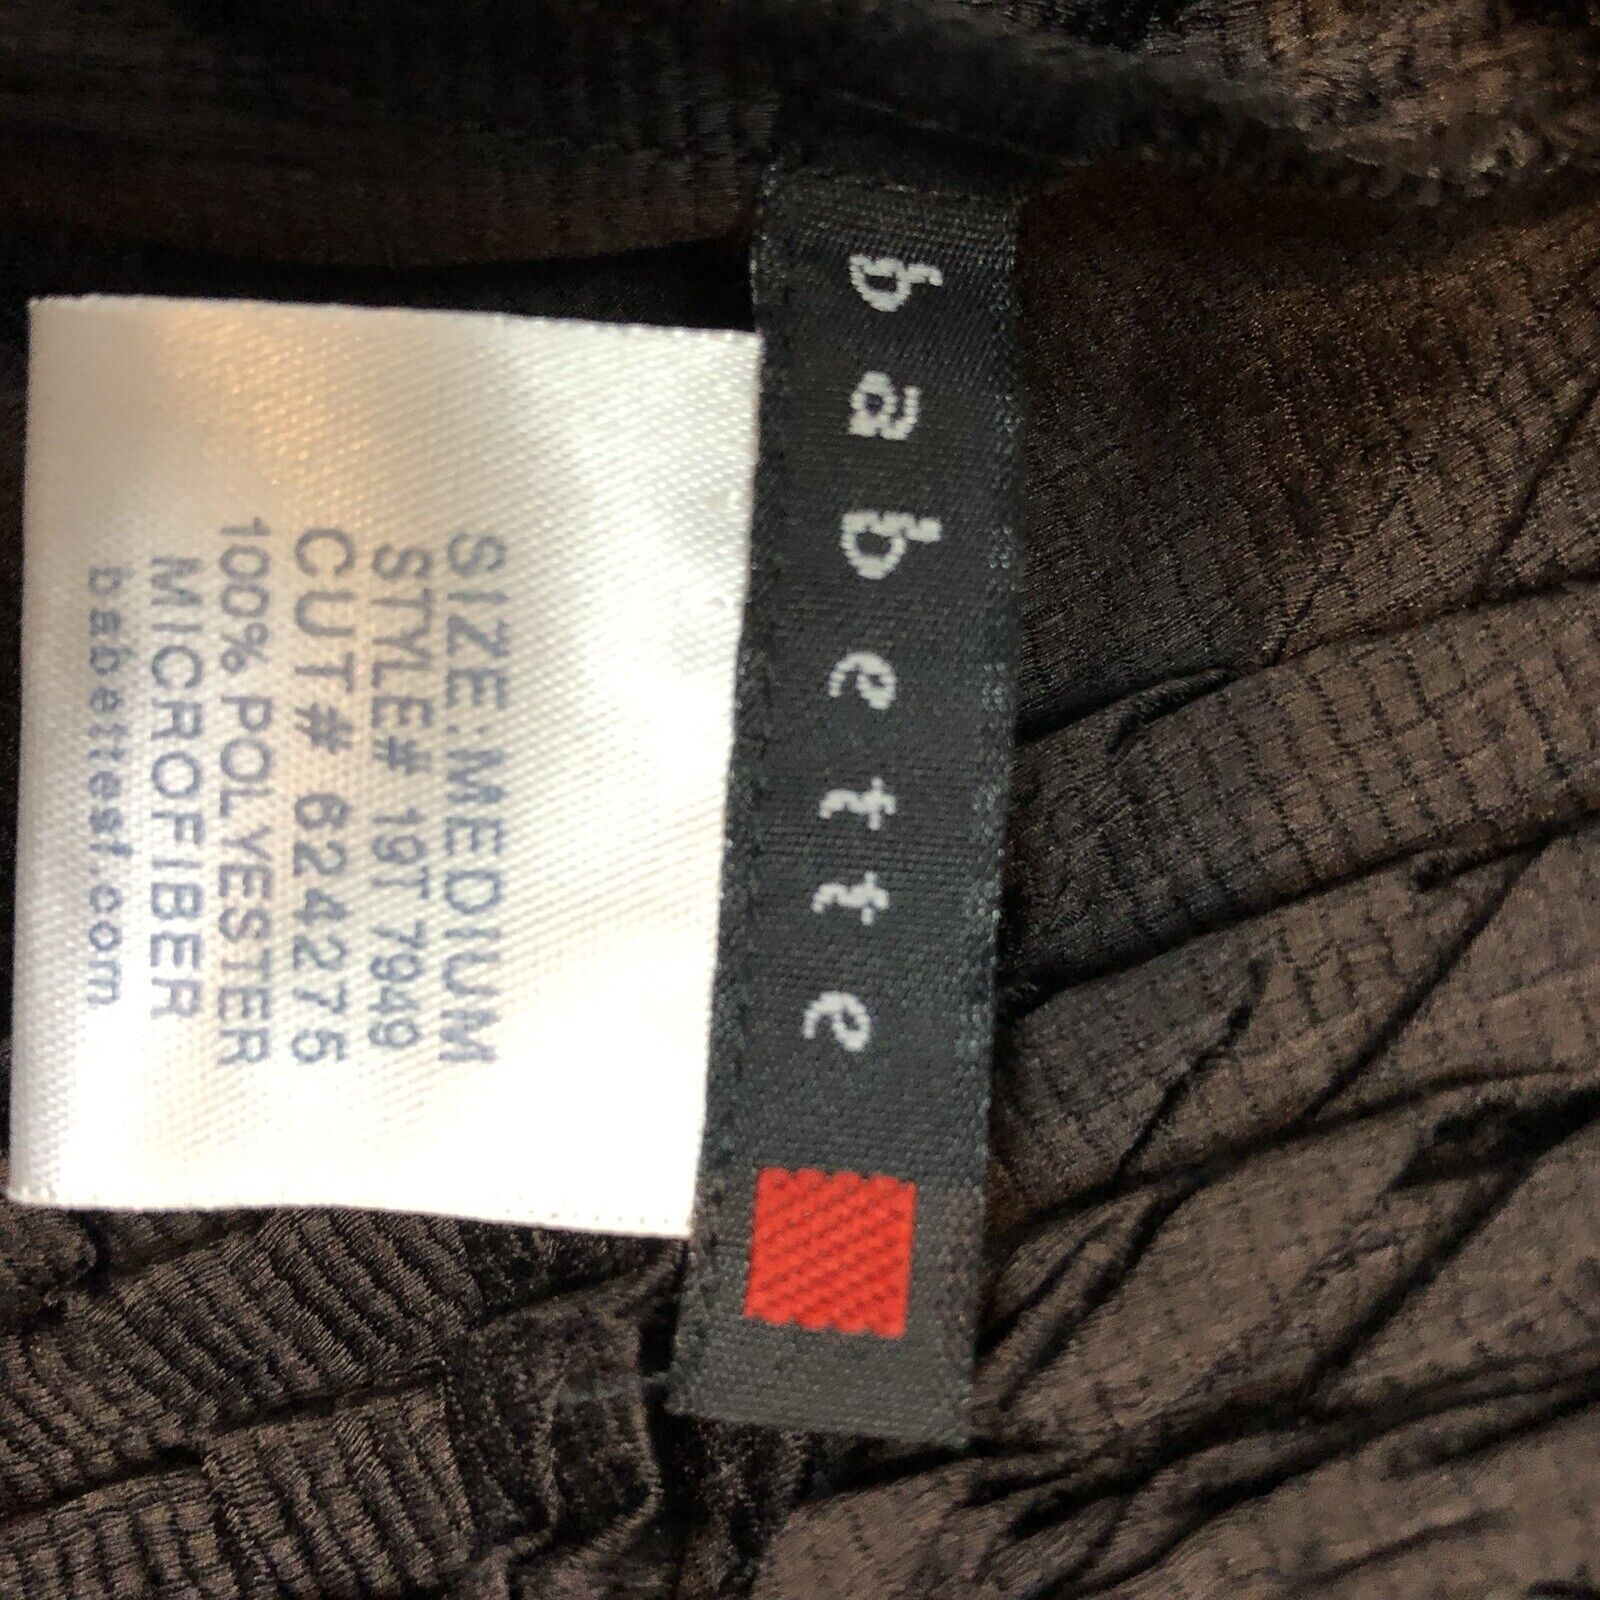 babette
SIZE:MEDIUM
STYLE# 19T 7949
CUT# 624275
100% POLYESTER
MICROFIBER
babettesf.com